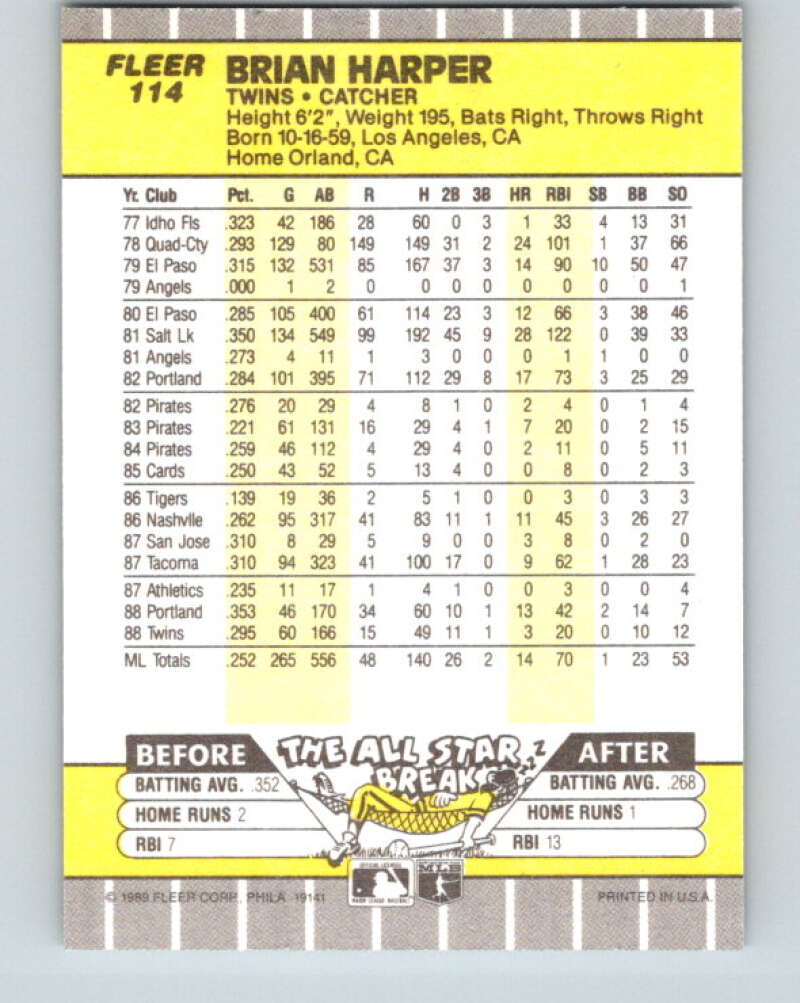 FLEER
114
BRIAN HARPER
TWINS • CATCHER
Height 6'2", Weight 195, Bats Right, Throws Right
Born 10-16-59, Los Angeles, CA
Home Orland, CA
Yr. Club Pct. G AB R H 2B 3B HR RBI SB BB SO
77 Idho Fls .323 42 186 28 60 0 3 1 33 4 13 31
78 Quad-Cty .293 129 80 149 149 31 2 24 101 1 37 66
79 El Paso .315 132 531 85 167 37 3 14 90 10 50 47
79 Angels .000 1 2 0 0 0 0 0 0 0 0 1
80 El Paso .285 105 400 61 114 23 3 12 66 3 38 46
81 Salt Lk .350 134 549 99 192 45 9 28 122 0 39 33
81 Angels .273 4 11 1 3 0 0 0 1 1 0 0
82 Portland .284 101 395 71 112 29 8 17 73 3 25 29
82 Pirates .276 20 29 4 8 1 0 2 4 0 1 4
83 Pirates .221 61 131 16 29 4 1 7 20 0 2 15
84 Pirates .259 46 112 4 29 4 0 2 11 0 5 11
85 Cards .250 43 52 5 13 4 0 0 8 0 2 3
86 Tigers .139 19 36 2 5 1 0 0 3 0 3 3
86 Nashvlle .262 95 317 41 83 11 1 11 45 3 26 27
87 San Jose .310 8 29 5 9 0 0 3 8 0 2 0
87 Tacoma .310 94 323 41 100 17 0 9 62 1 28 23
87 Athletics .235 11 17 1 4 1 0 0 3 0 0 4
88 Portland .353 46 170 34 60 10 1 13 42 2 14 7
88 Twins .295 60 166 15 49 11 1 3 20 0 10 12
ML Totals .252 265 556 48 140 26 2 14 70 1 23 53
BEFORE THE ALL STAR BREAK AFTER
BATTING AVG. .352 BATTING AVG. .268
HOME RUNS 2 HOME RUNS 1
RBI 7 RBI 13
OFFICIAL LICENSEE
MAJOR LEAGUE BASEBALL
MLB
© 1989 FLEER CORP., PHILA 19141 PRINTED IN U.S.A.